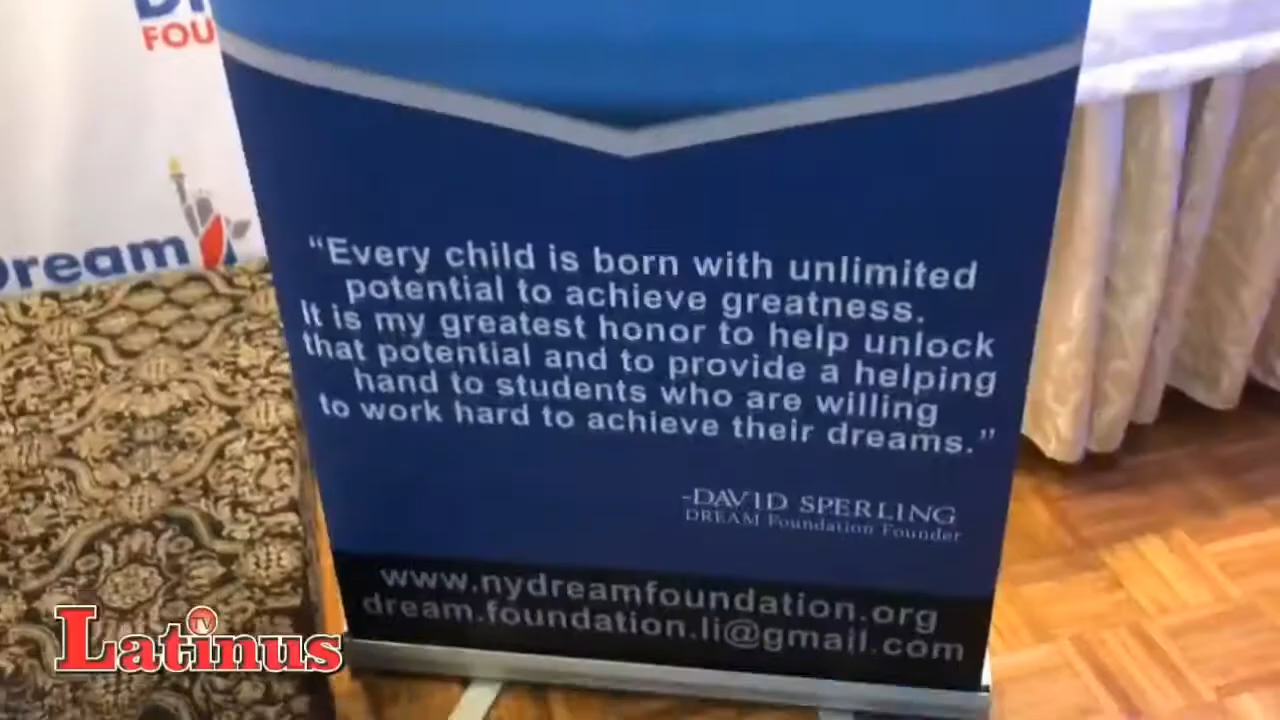 FOU
Dream
“Every child is born with unlimited
potential to achieve greatness.
It is my greatest honor to help unlock
that potential and to provide a helping
hand to students who are willing
to work hard to achieve their dreams.”
-DAVID SPERLING
DREAM Foundation Founder
www.nydreamfoundation.org
dream.foundation.li@gmail.com
Latinus
TV